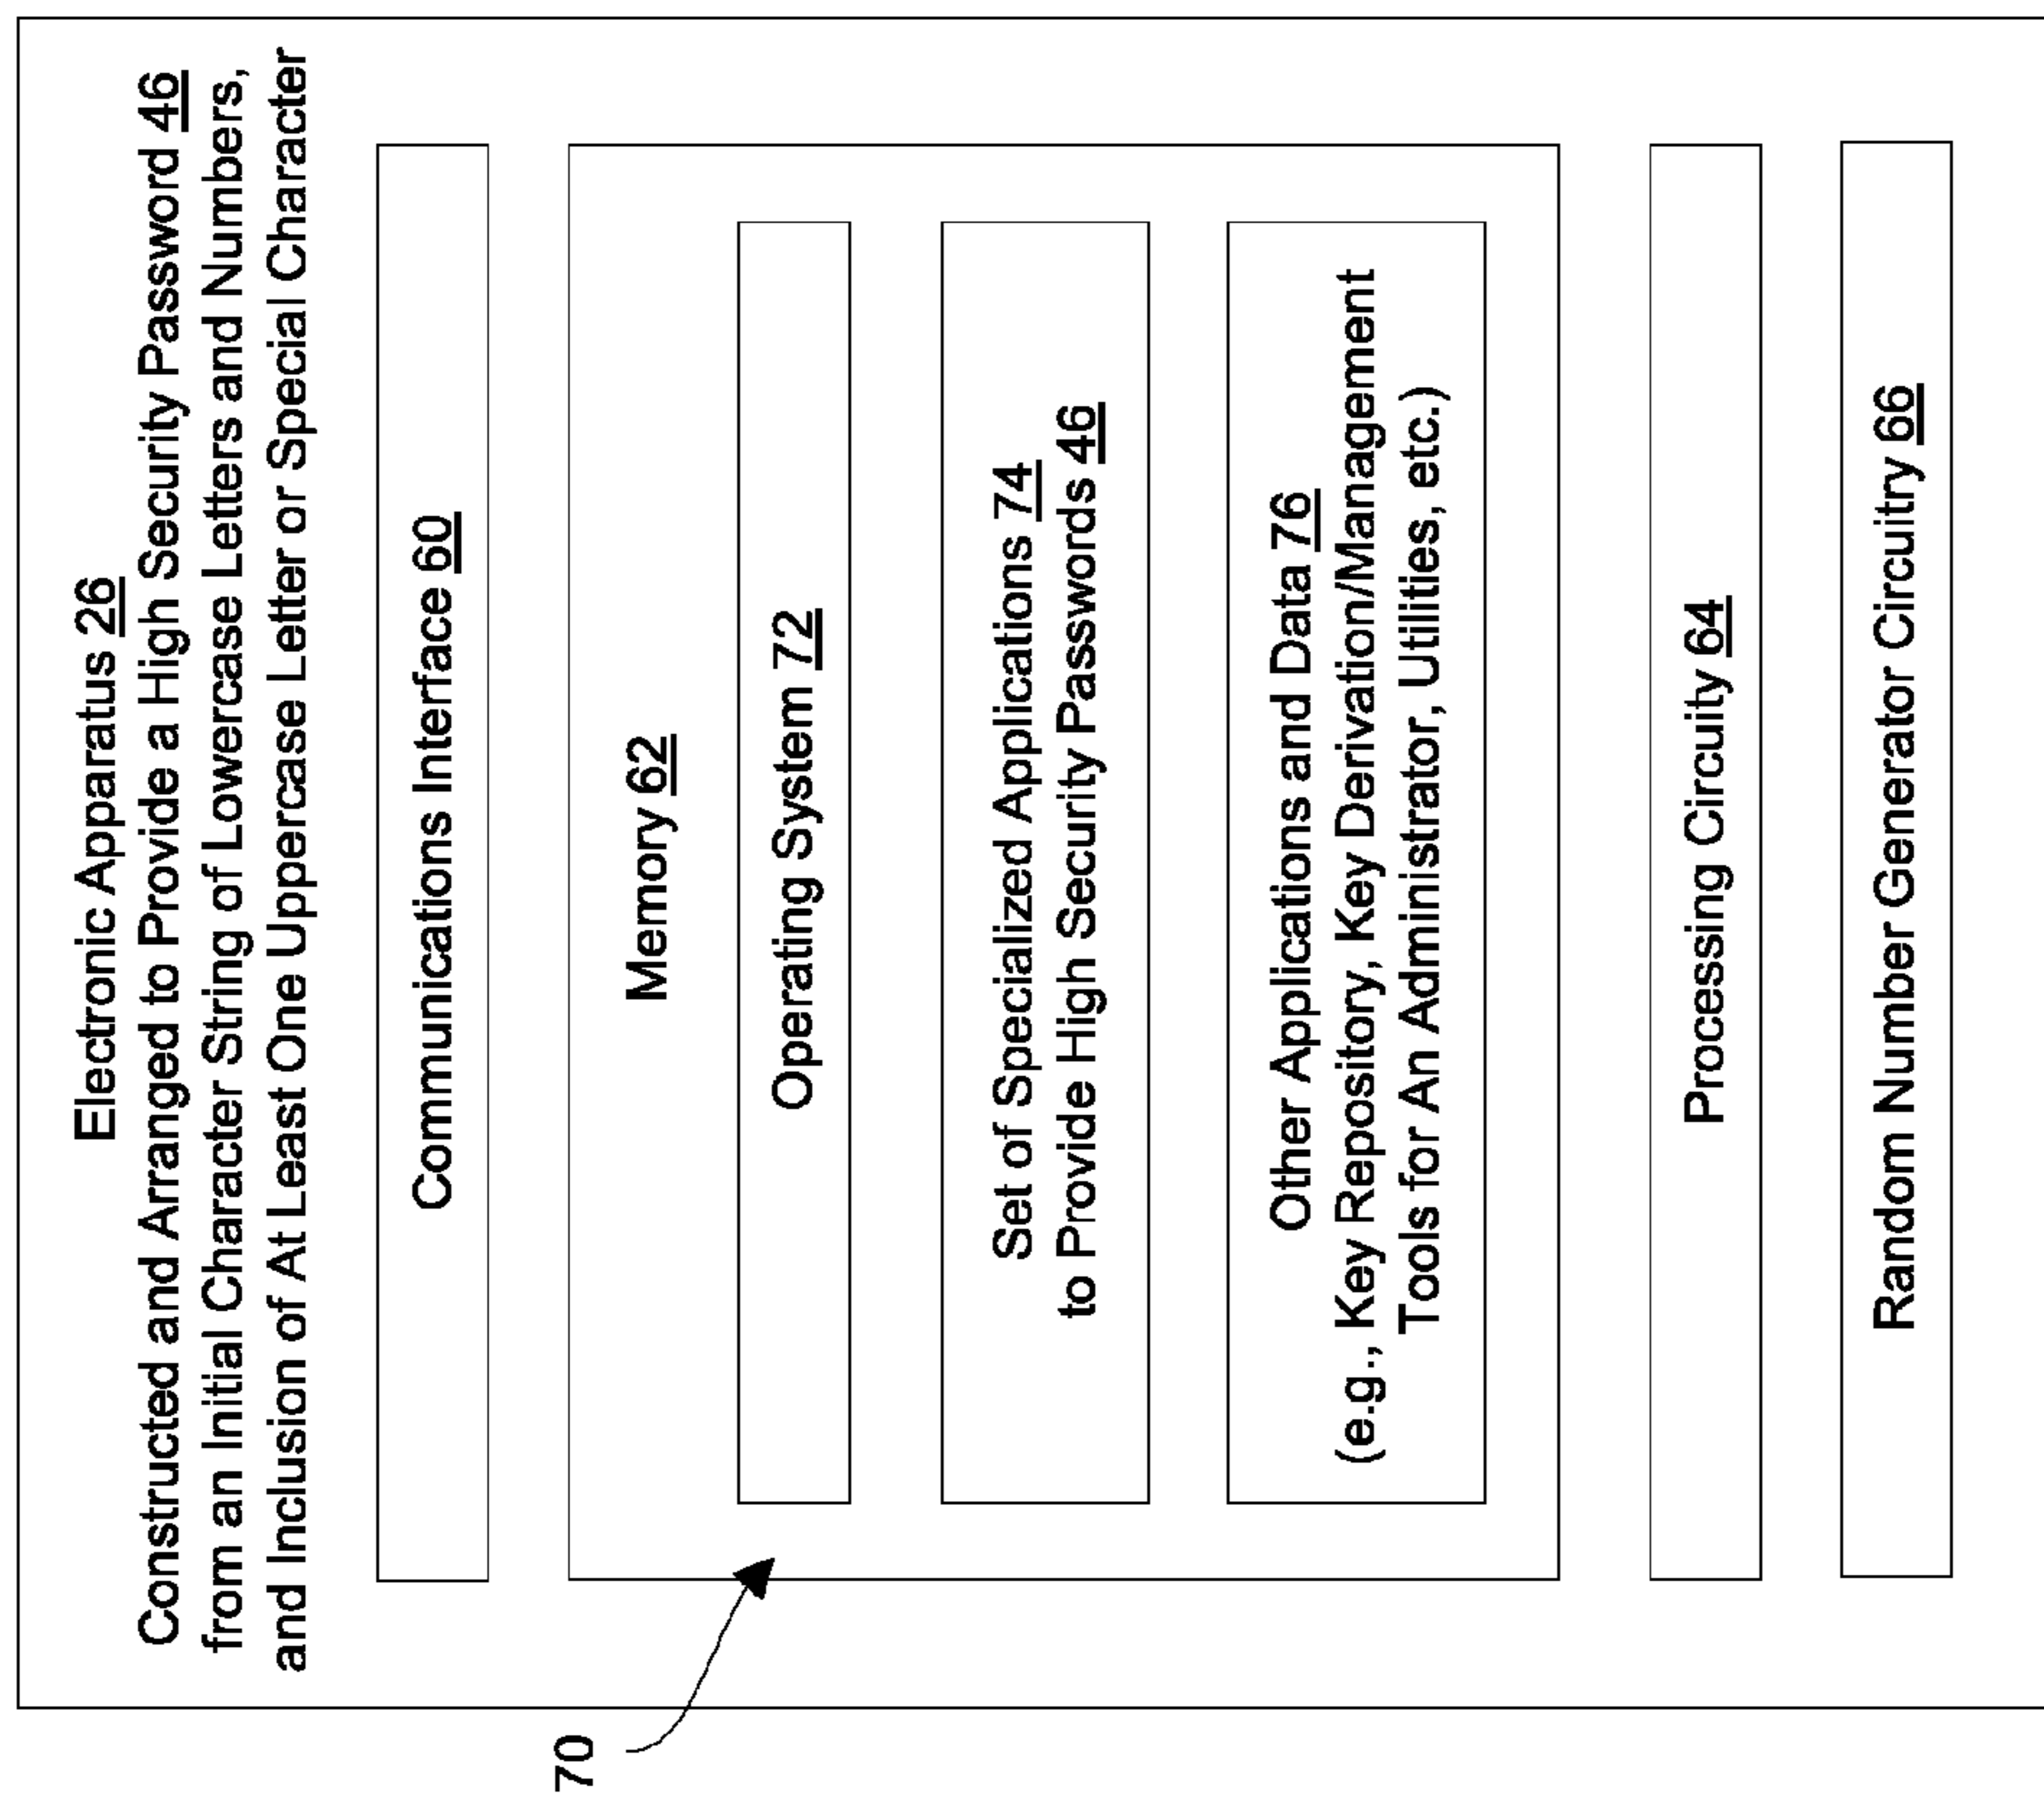 Electronic Apparatus 26
Constructed and Arranged to Provide a High Security Password 46
from an Initial Character String of Lowercase Letters and Numbers,
and Inclusion of At Least One Uppercase Letter or Special Character
Communications Interface 60
Memory 62
Operating System 72
Set of Specialized Applications 74
to Provide High Security Passwords 46
Other Applications and Data 76
(e.g., Key Repository, Key Derivation/Management
Tools for An Administrator, Utilities, etc.)
Processing Circuity 64
Random Number Generator Circuitry 66
70